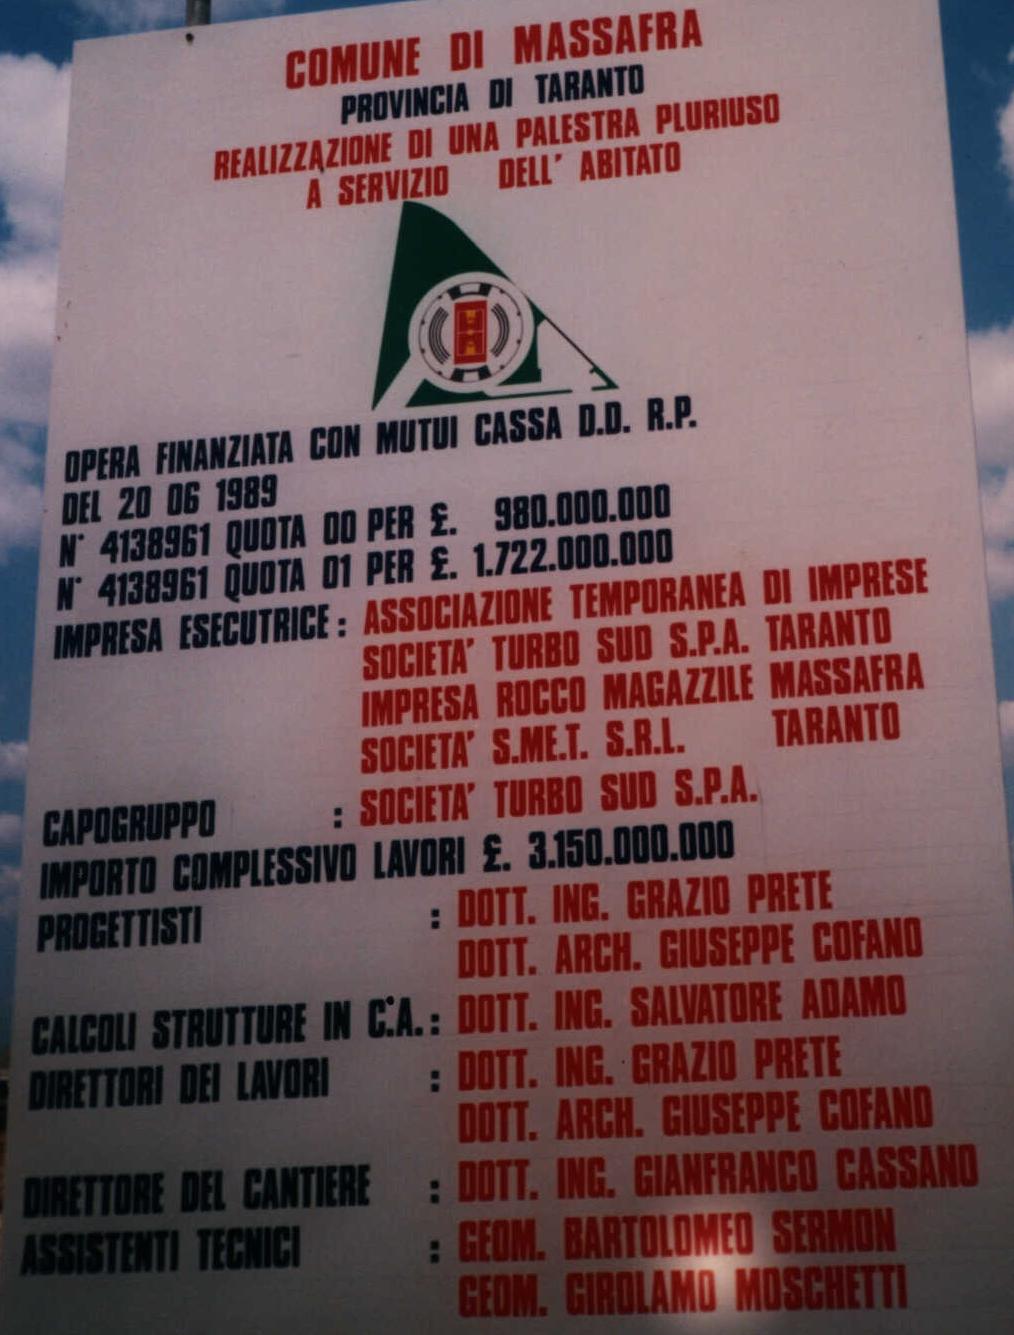 COMUNE DI MASSAFRA
PROVINCIA DI TARANTO
REALIZZAZIONE DI UNA PALESTRA PLURIUSO
A SERVIZIO DELL' ABITATO
OPERA FINANZIATA CON MUTUI CASSA D.D. R.P.
DEL 20 06 1989
N° 4138961 QUOTA 00 PER £. 980.000.000
N° 4138961 QUOTA 01 PER £. 1.722.000.000
IMPRESA ESECUTRICE : ASSOCIAZIONE TEMPORANEA DI IMPRESE
SOCIETA' TURBO SUD S.P.A. TARANTO
IMPRESA ROCCO MAGAZZILE MASSAFRA
SOCIETA' S.ME.T. S.R.L. TARANTO
CAPOGRUPPO : SOCIETA' TURBO SUD S.P.A.
IMPORTO COMPLESSIVO LAVORI £. 3.150.000.000
PROGETTISTI : DOTT. ING. GRAZIO PRETE
DOTT. ARCH. GIUSEPPE COFANO
CALCOLI STRUTTURE IN C.A. : DOTT. ING. SALVATORE ADAMO
DIRETTORI DEI LAVORI : DOTT. ING. GRAZIO PRETE
DOTT. ARCH. GIUSEPPE COFANO
DIRETTORE DEL CANTIERE : DOTT. ING. GIANFRANCO CASSANO
ASSISTENTI TECNICI : GEOM. BARTOLOMEO SERMON
GEOM. GIROLAMO MOSCHETTI